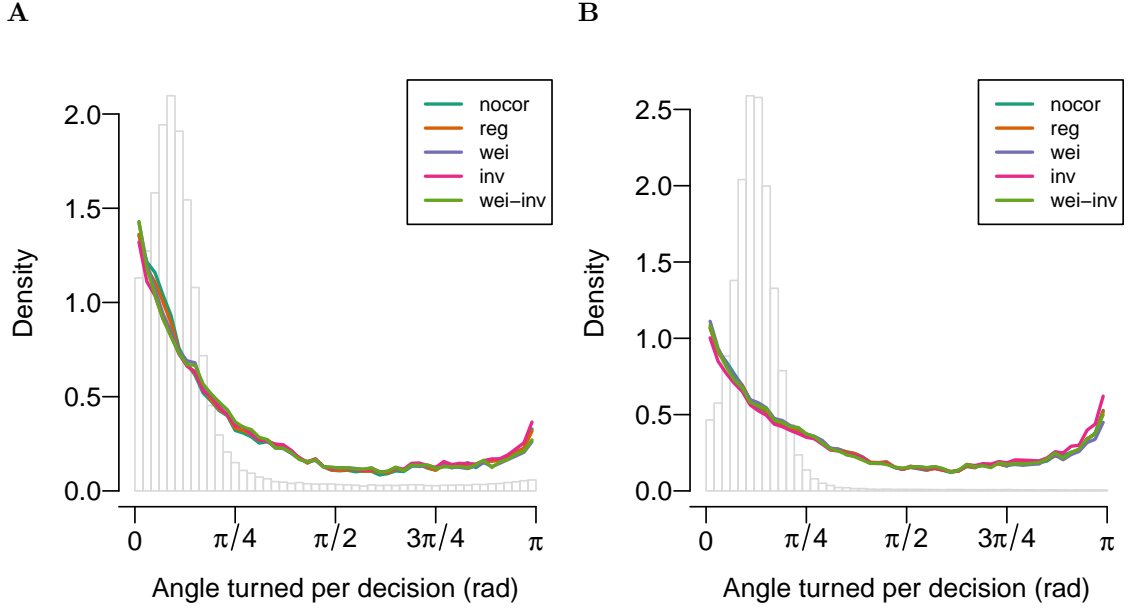 A
nocor
reg
wei
inv
wei−inv
2.0
1.5
1.0
0.5
0.0
Density
0
π/4
π/2
3π/4
π
Angle turned per decision (rad)
B
nocor
reg
wei
inv
wei−inv
2.5
2.0
1.5
1.0
0.5
0.0
Density
0
π/4
π/2
3π/4
π
Angle turned per decision (rad)